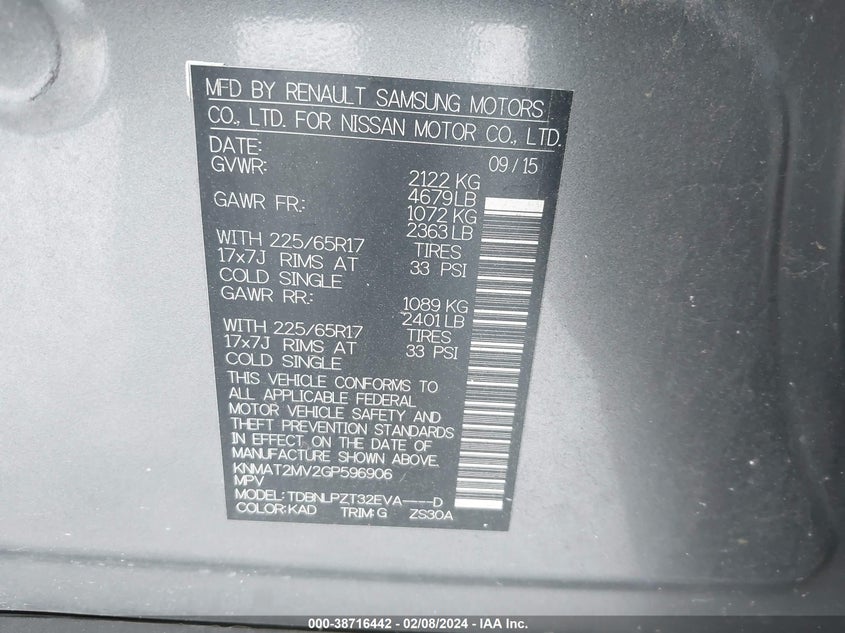 MFD BY RENAULT SAMSUNG MOTORS
CO., LTD. FOR NISSAN MOTOR CO., LTD.
DATE: 09/15
GVWR: 2122 KG
4679 LB
GAWR FR.: 1072 KG
2363 LB
WITH 225/65R17 TIRES
17x7J RIMS AT 33 PSI
COLD SINGLE
GAWR RR.: 1089 KG
2401 LB
WITH 225/65R17 TIRES
17x7J RIMS AT 33 PSI
COLD SINGLE
THIS VEHICLE CONFORMS TO
ALL APPLICABLE FEDERAL
MOTOR VEHICLE SAFETY AND
THEFT PREVENTION STANDARDS
IN EFFECT ON THE DATE OF
MANUFACTURE SHOWN ABOVE.
KNMAT2MV2GP596906
MPV
MODEL: TDBNLPZT32EVA----D
COLOR: KAD TRIM: G ZS30A
000-38716442 - 02/08/2024 - IAA Inc.